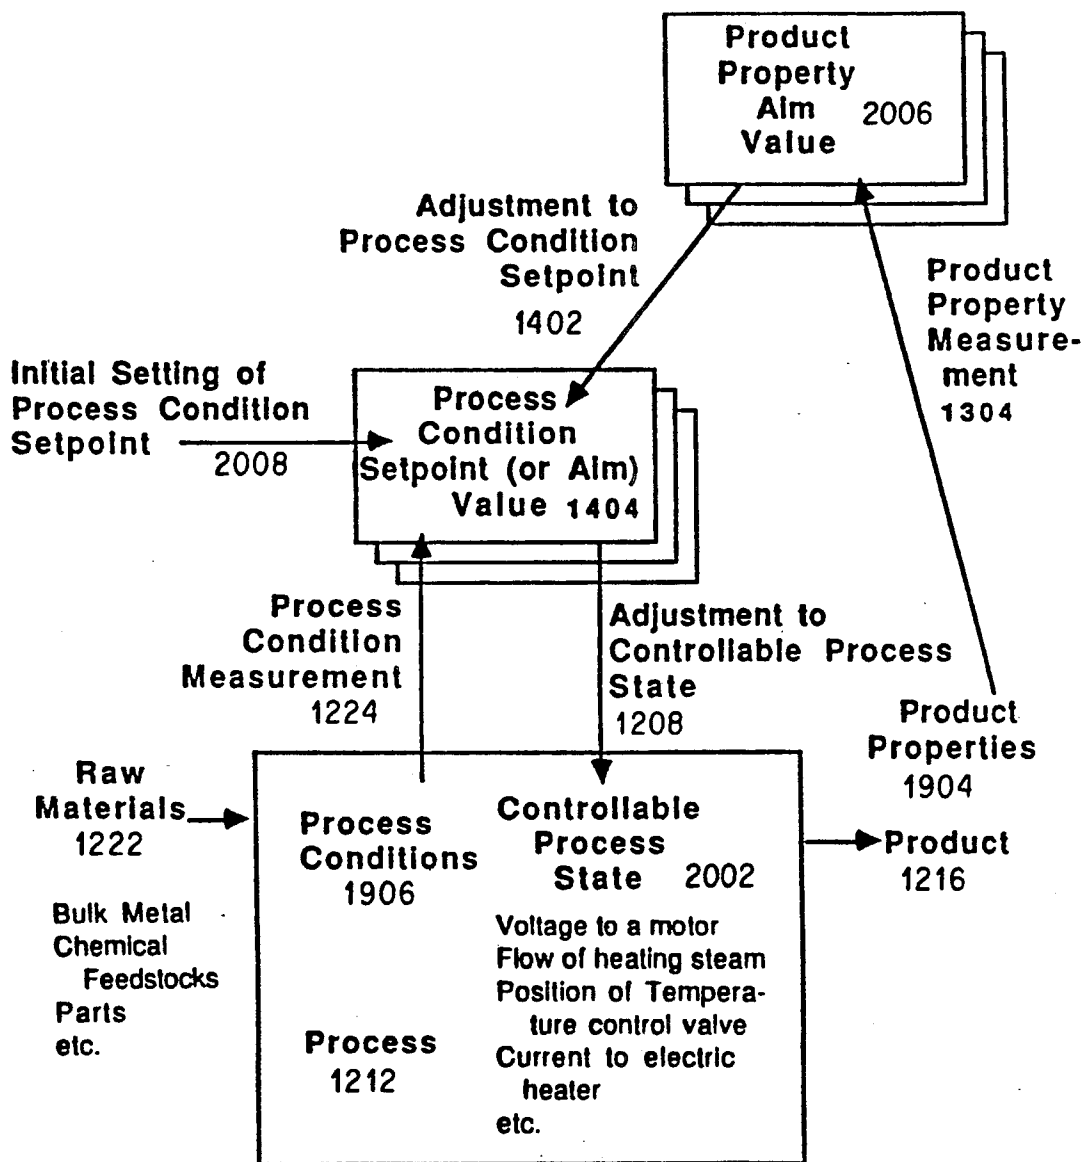 Product
Property
Aim 2006
Value
Adjustment to
Process Condition
Setpoint
1402
Product
Property
Measure-
ment
1304
Initial Setting of
Process Condition
Setpoint
2008
Process
Condition
Setpoint (or Aim)
Value 1404
Process
Condition
Measurement
1224
Adjustment to
Controllable Process
State
1208
Product
Properties
1904
Raw
Materials
1222
Bulk Metal
Chemical
Feedstocks
Parts
etc.
Process
Conditions
1906
Controllable
Process
State 2002
Voltage to a motor
Flow of heating steam
Position of Tempera-
ture control valve
Current to electric
heater
etc.
Process
1212
Product
1216